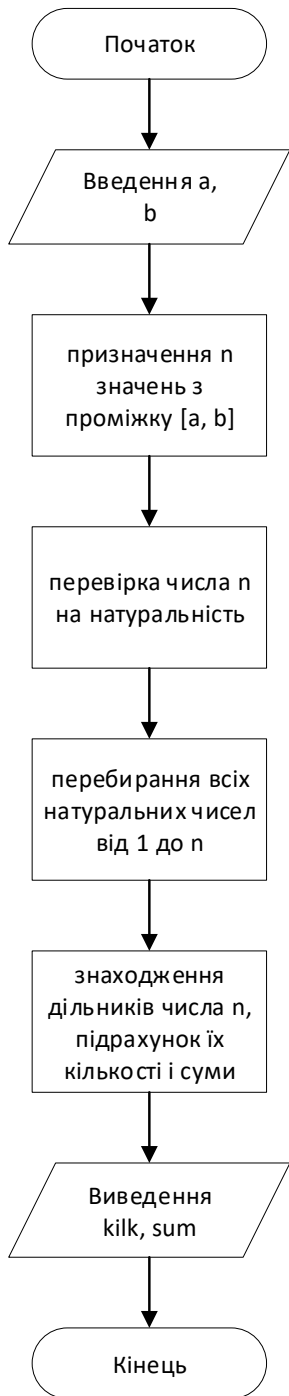 Початок
Введення a,
b
призначення n
значень з
проміжку [a, b]
перевірка числа n
на натуральність
перебирання всіх
натуральних чисел
від 1 до n
знаходження
дільників числа n,
підрахунок їх
кількості і суми
Виведення
kilk, sum
Кінець